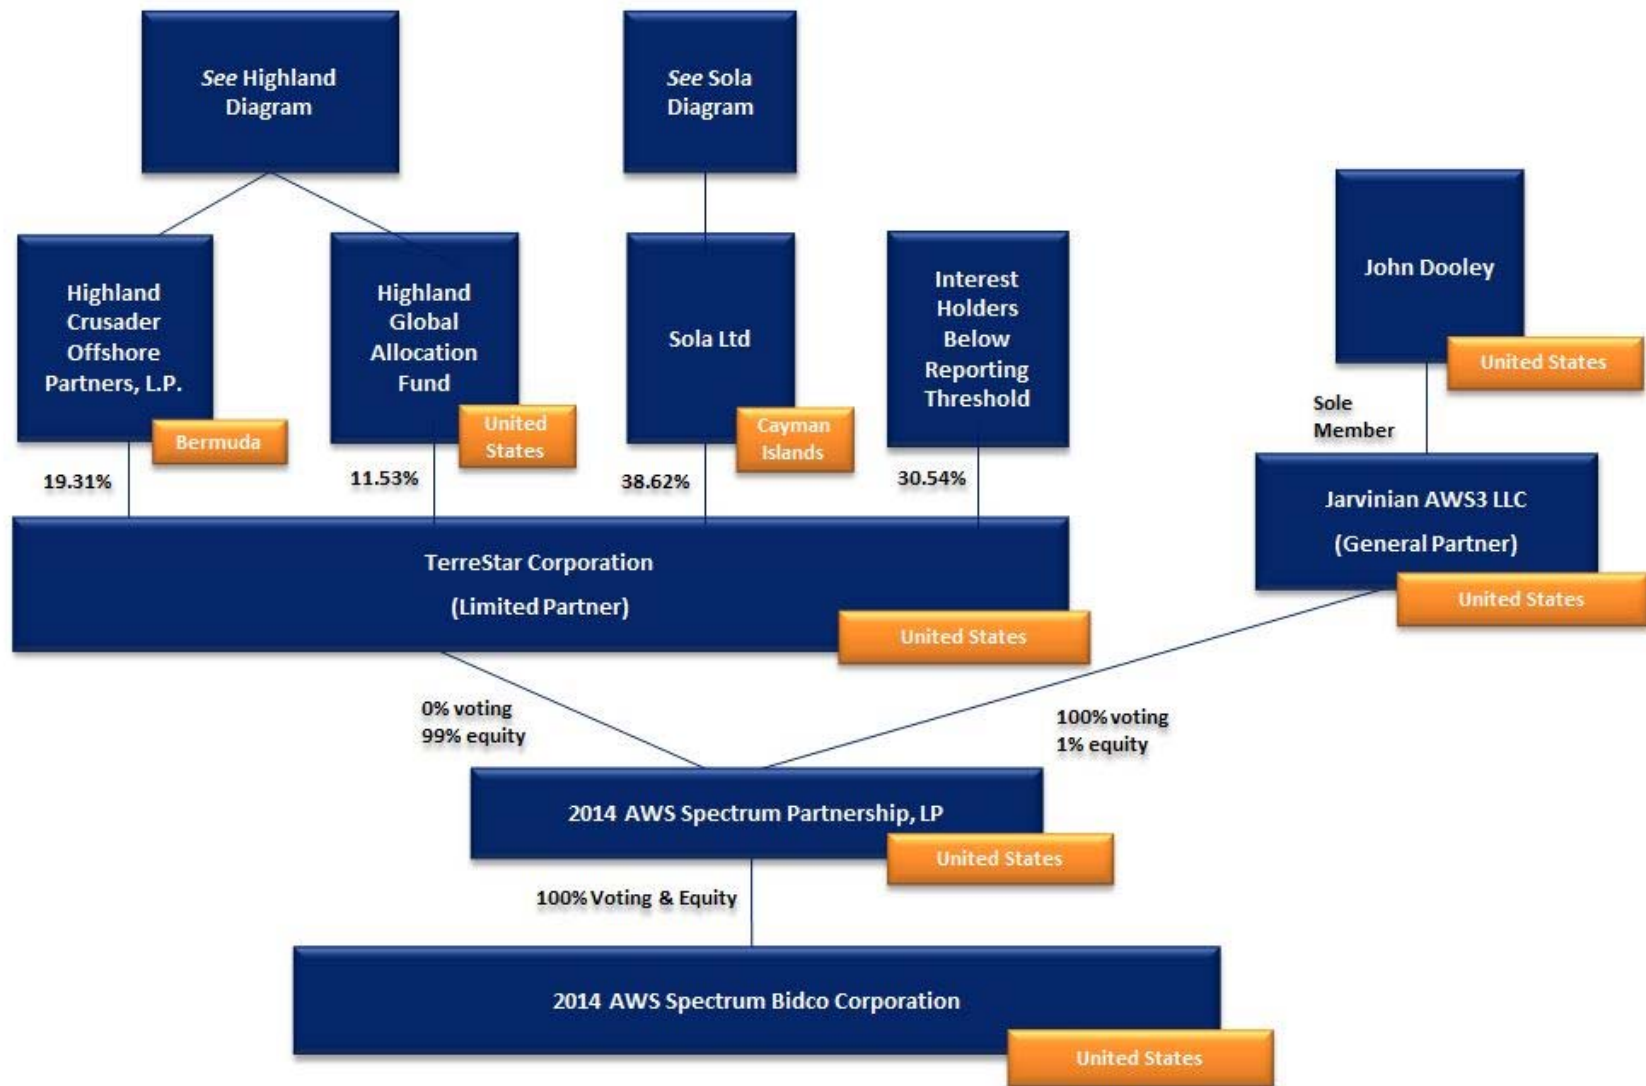 See Highland
Diagram
See Sola
Diagram
Highland
Crusader
Offshore
Partners, L.P.
Bermuda
Highland
Global
Allocation
Fund
United
States
Sola Ltd
Cayman
Islands
Interest
Holders
Below
Reporting
Threshold
John Dooley
United States
19.31%
11.53%
38.62%
30.54%
Sole
Member
TerreStar Corporation
(Limited Partner)
United States
Jarvinian AWS3 LLC
(General Partner)
United States
0% voting
99% equity
100% voting
1% equity
2014 AWS Spectrum Partnership, LP
United States
100% Voting & Equity
2014 AWS Spectrum Bidco Corporation
United States